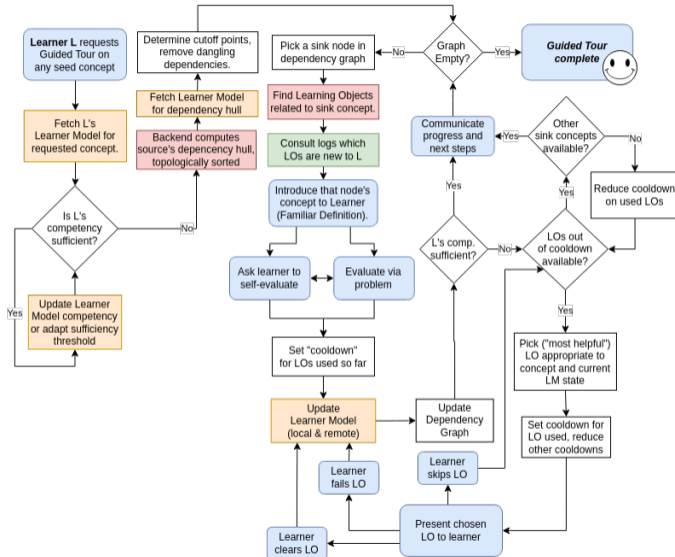 Learner L requests
Guided Tour on
any seed concept
Fetch L's
Learner Model for
requested concept.
Is L's
competency
sufficient?
Yes
No
Update Learner
Model competency
or adapt sufficiency
threshold
Determine cutoff points,
remove dangling
dependencies.
Fetch Learner Model
for dependency hull
Backend computes
source's depencency hull,
topologically sorted
Pick a sink node in
dependency graph
No
Graph
Empty?
Yes
Guided Tour
complete
Find Learning Objects
related to sink concept.
Consult logs which
LOs are new to L
Introduce that node's
concept to Learner
(Familiar Definition).
Ask learner to
self-evaluate
Evaluate via
problem
Set "cooldown"
for LOs used so far
Update
Learner Model
(local & remote)
Update
Dependency
Graph
Communicate
progress and
next steps
Yes
Other
sink concepts
available?
No
Reduce cooldown
on used LOs
Yes
Yes
L's comp.
sufficient?
No
LOs out
of cooldown
available?
Yes
Pick ("most helpful")
LO appropriate to
concept and current
LM state
Set cooldown for
LO used, reduce
other cooldowns
Learner
fails LO
Learner
skips LO
Present chosen
LO to learner
Learner
clears LO